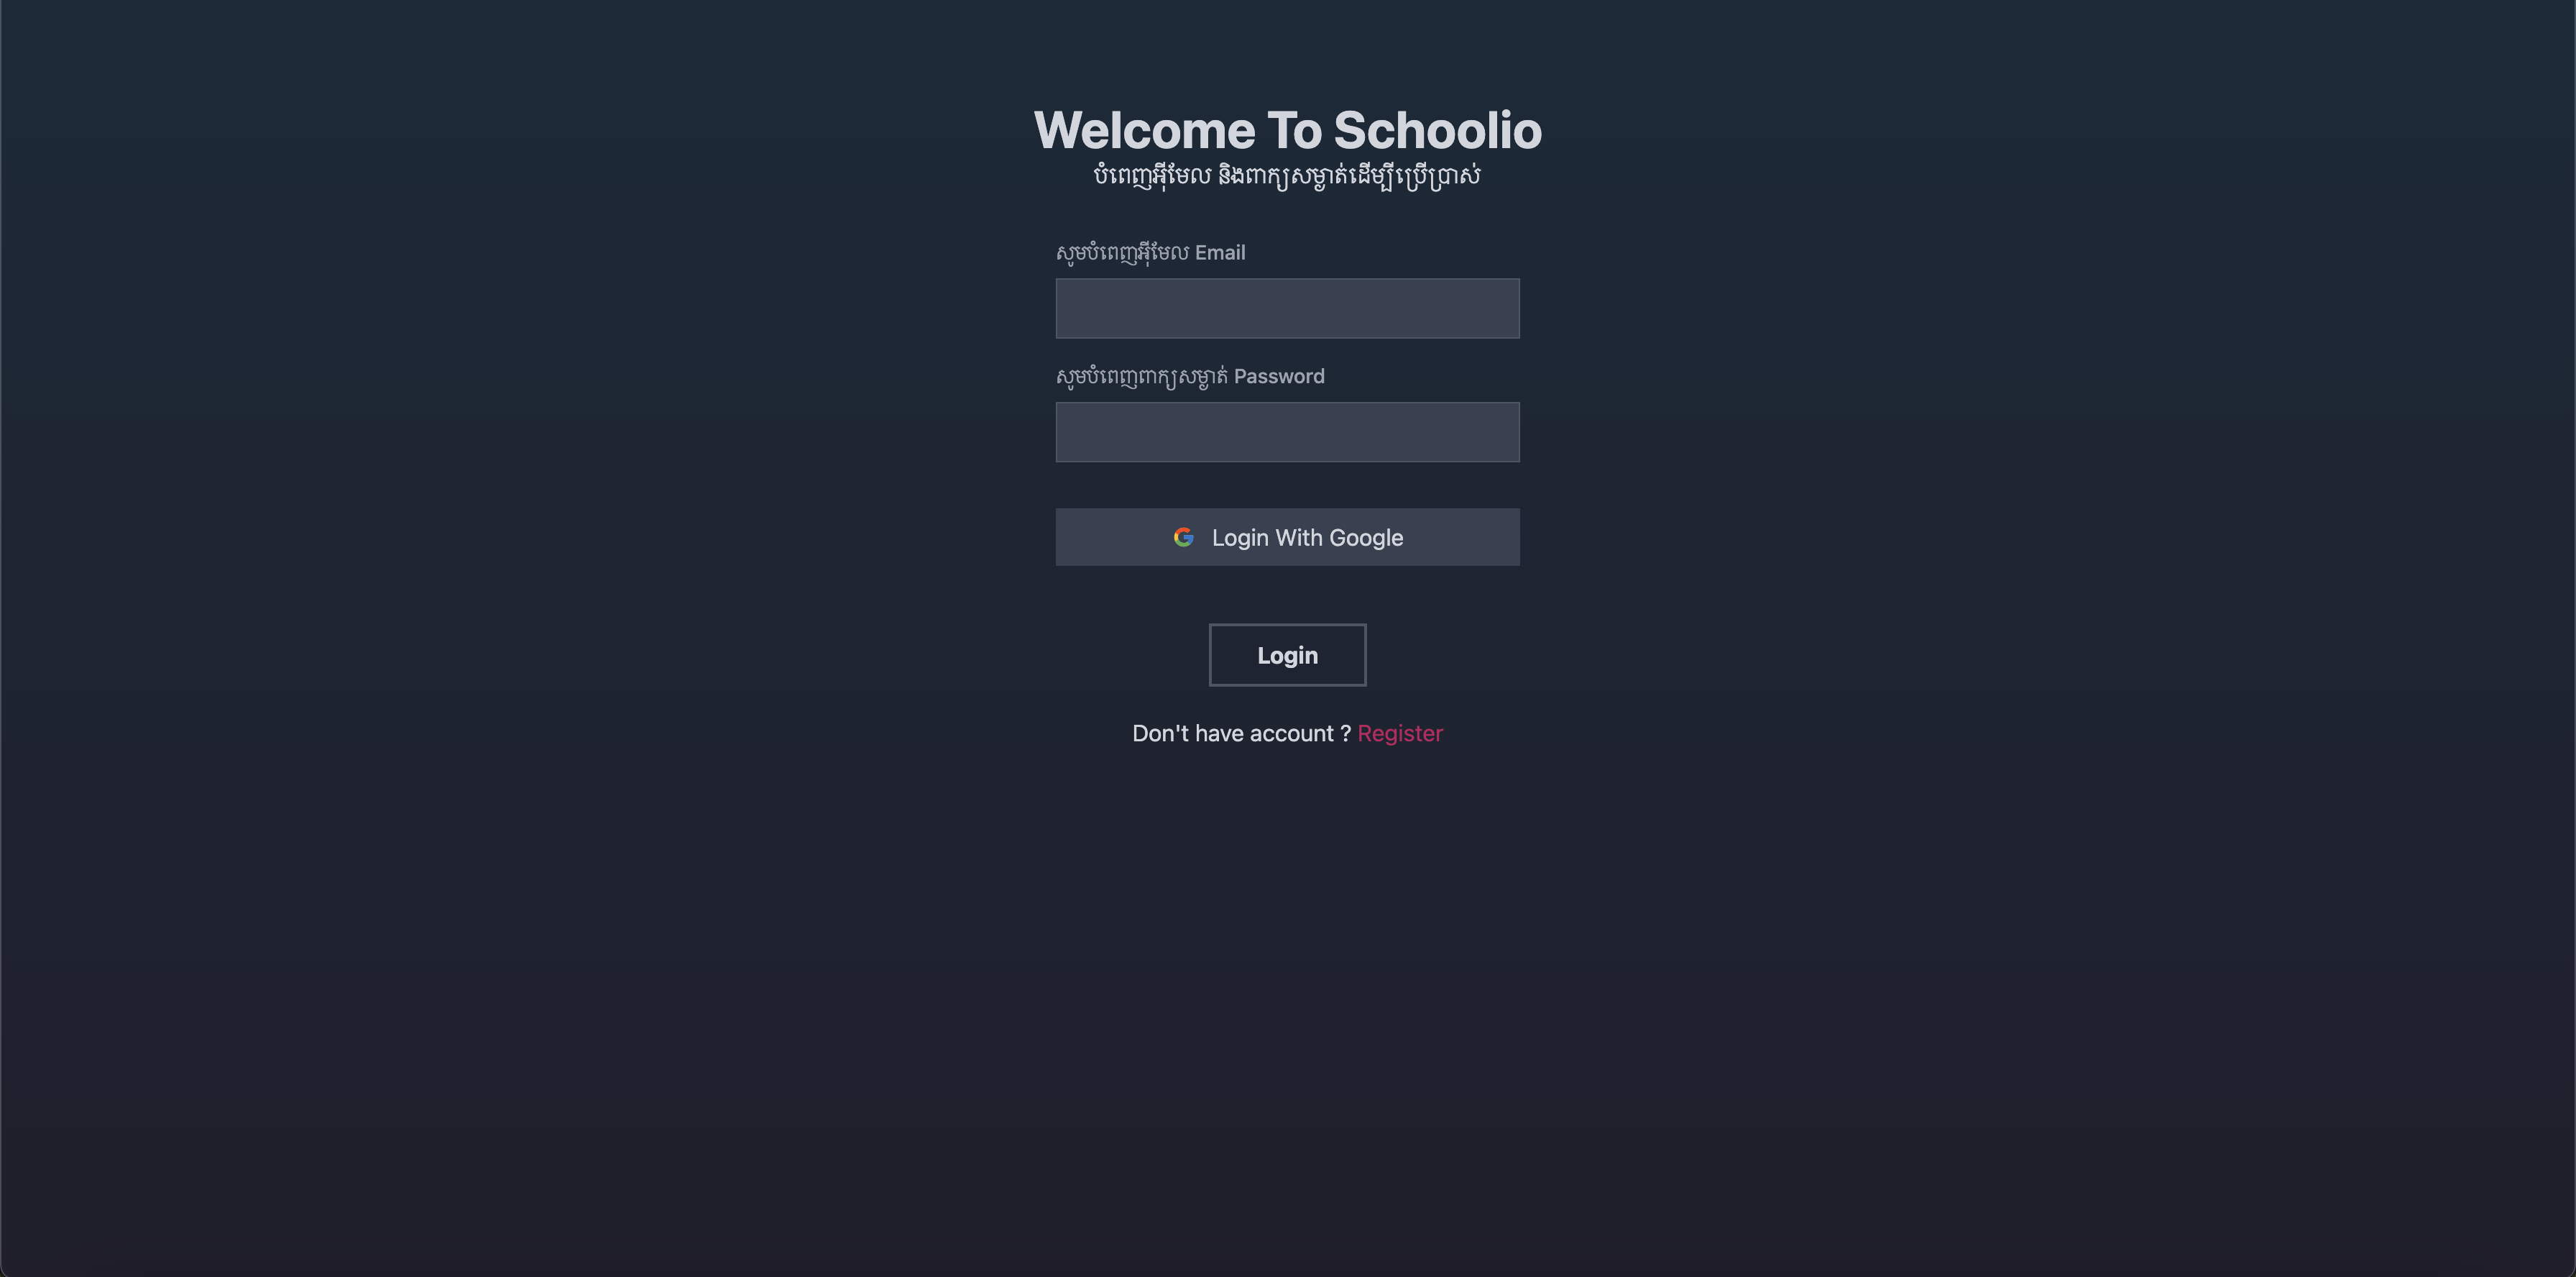 Welcome To Schoolio
បំពេញអ៊ីមែល និងពាក្យសម្ងាត់ដើម្បីប្រើប្រាស់
សូមបំពេញអ៊ីមែល Email
សូមបំពេញពាក្យសម្ងាត់ Password
Login With Google
Login
Don't have account ? Register